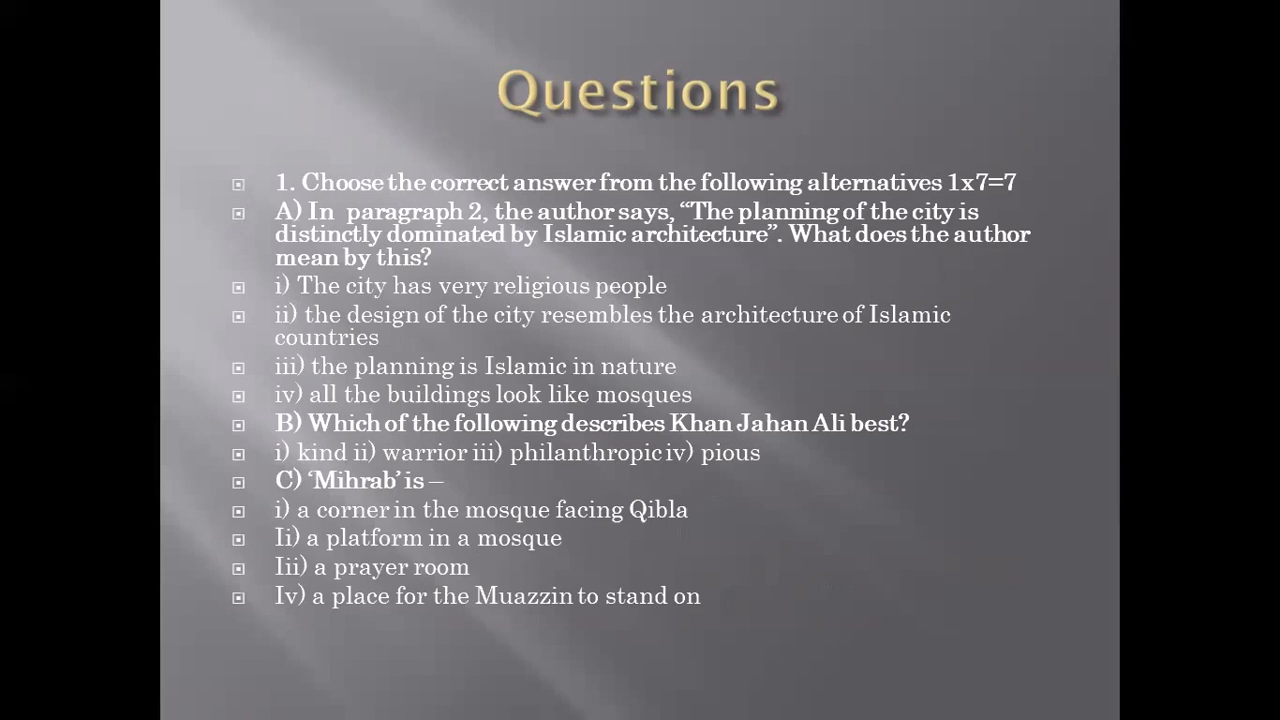 Questions
1. Choose the correct answer from the following alternatives 1x7=7
A) In paragraph 2, the author says, “The planning of the city is
distinctly dominated by Islamic architecture”. What does the author
mean by this?
i) The city has very religious people
ii) the design of the city resembles the architecture of Islamic
countries
iii) the planning is Islamic in nature
iv) all the buildings look like mosques
B) Which of the following describes Khan Jahan Ali best?
i) kind ii) warrior iii) philanthropic iv) pious
C) ‘Mihrab’ is –
i) a corner in the mosque facing Qibla
Ii) a platform in a mosque
Iii) a prayer room
Iv) a place for the Muazzin to stand on